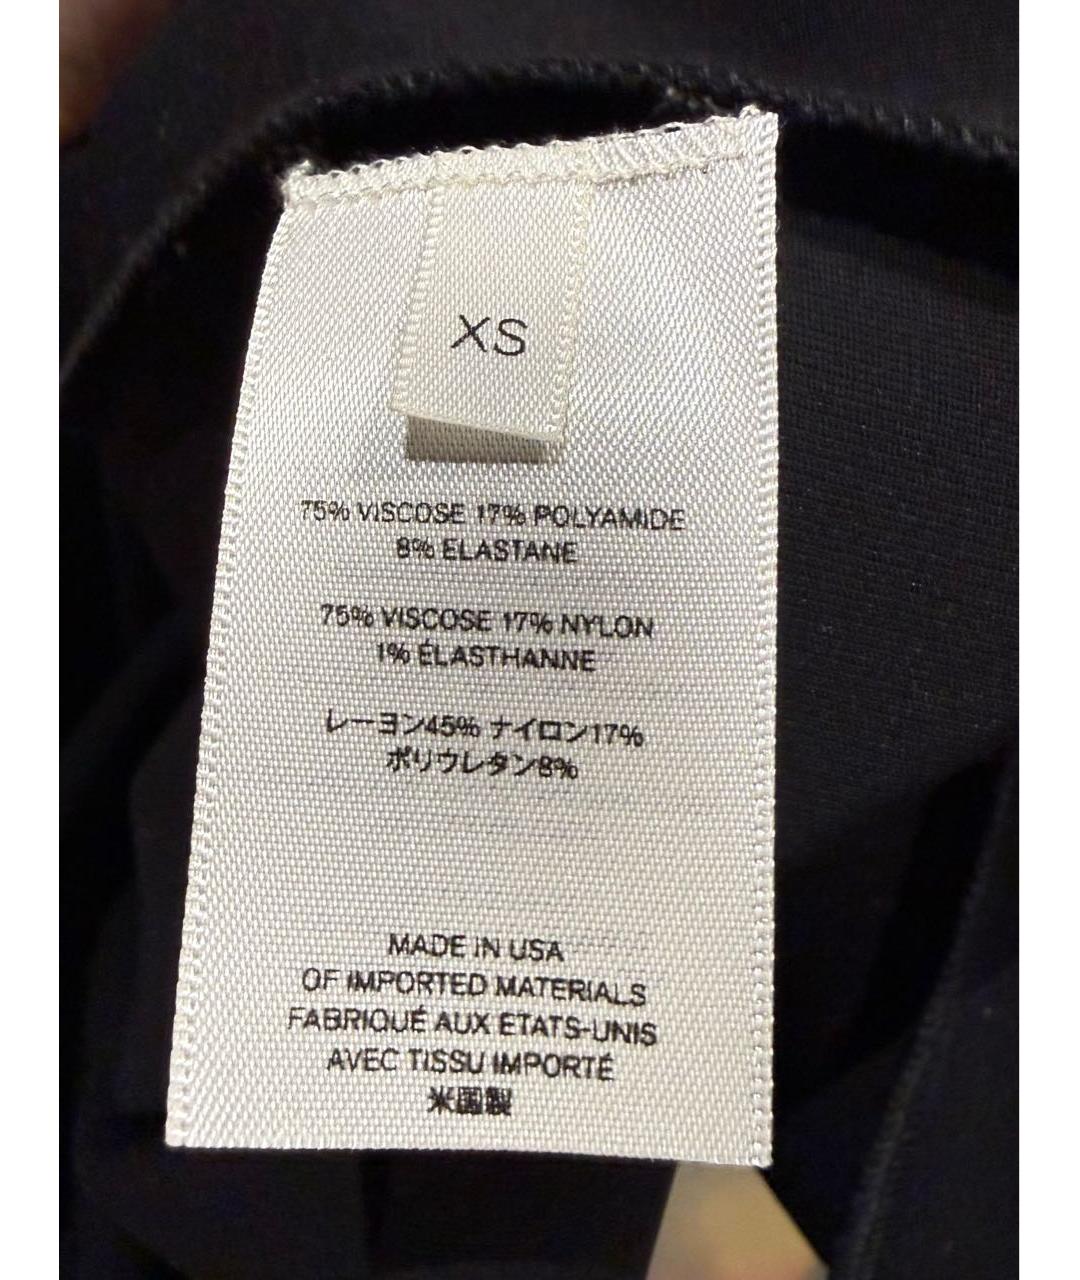 XS
75% VISCOSE 17% POLYAMIDE
8% ELASTANE
75% VISCOSE 17% NYLON
1% ÉLASTHANNE
レーヨン45% ナイロン17%
ポリウレタン8%
MADE IN USA
OF IMPORTED MATERIALS
FABRIQUÉ AUX ETATS-UNIS
AVEC TISSU IMPORTÉ
米国製